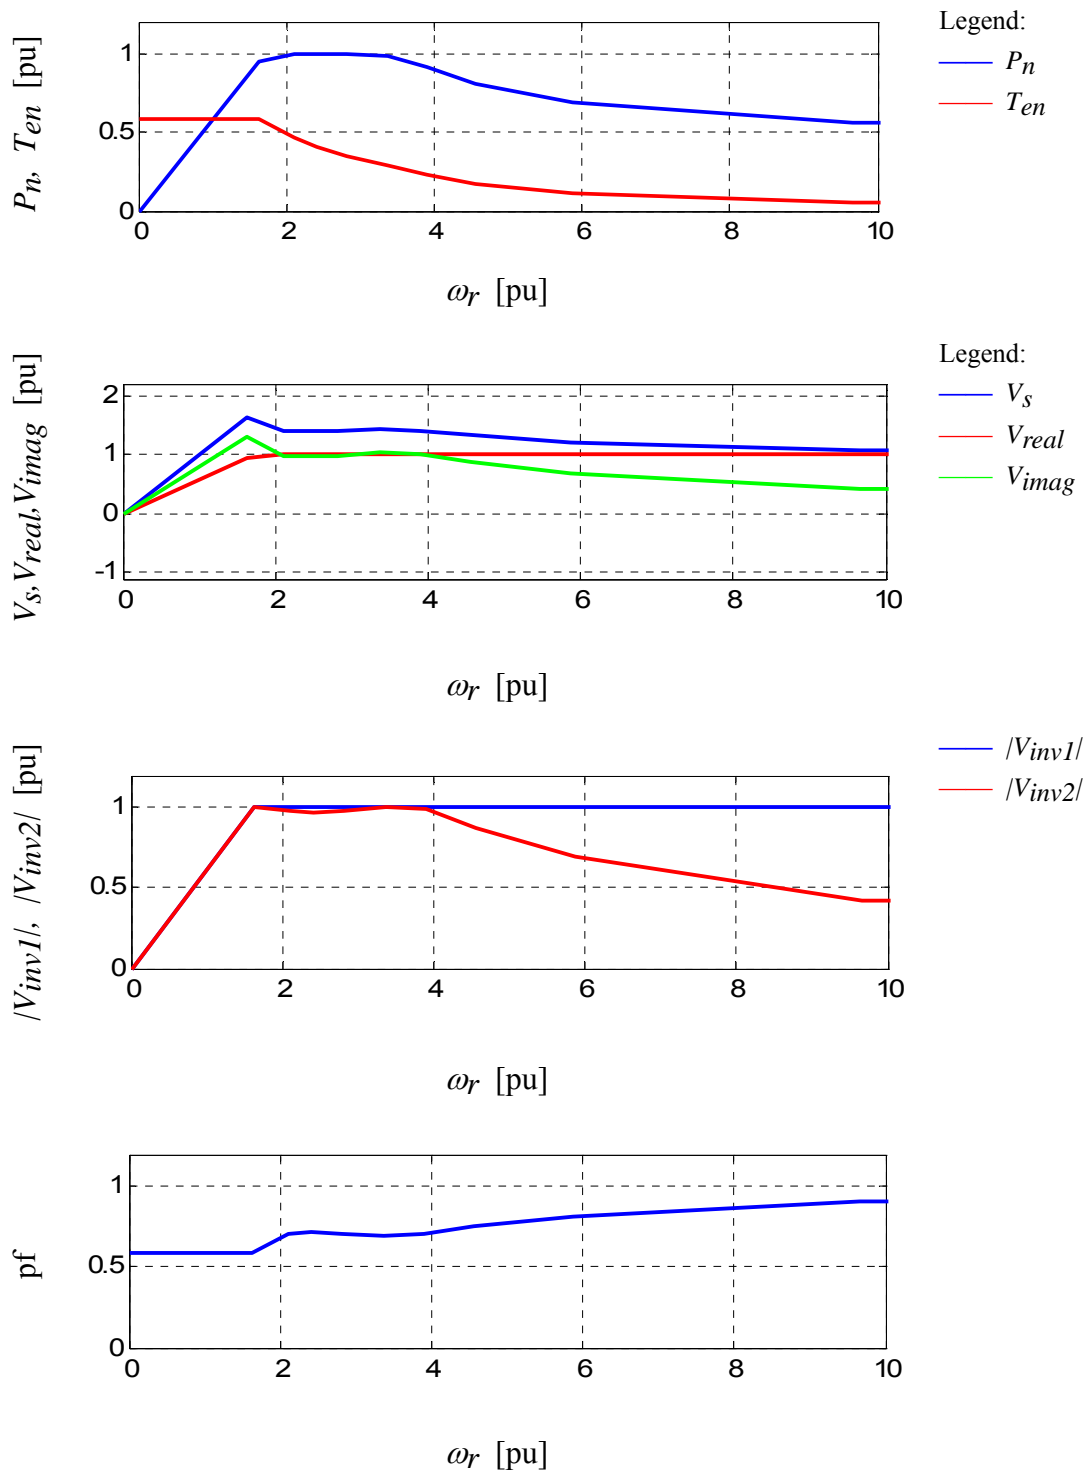 Legend:
Pn
Ten
Pn, Ten [pu]
1
0.5
0
0 2 4 6 8 10
ωr [pu]
Legend:
Vs
Vreal
Vimag
Vs,Vreal,Vimag [pu]
2
1
0
-1
0 2 4 6 8 10
ωr [pu]
|Vinv1|
|Vinv2|
|Vinv1|, |Vinv2| [pu]
1
0.5
0
0 2 4 6 8 10
ωr [pu]
pf
1
0.5
0
0 2 4 6 8 10
ωr [pu]